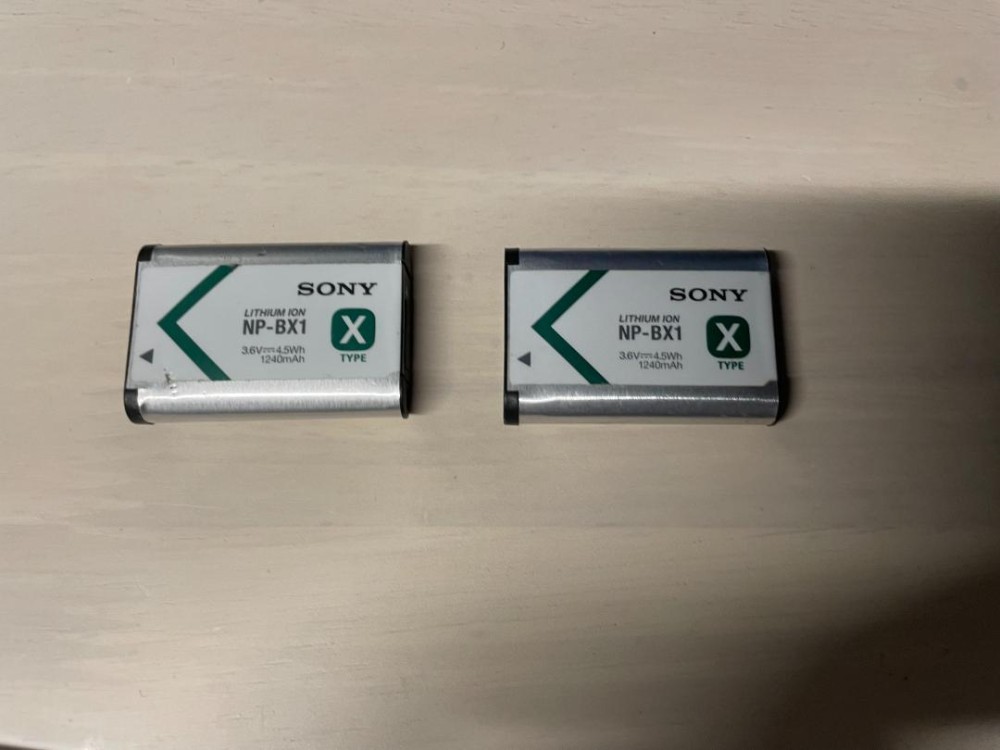 SONY
LITHIUM ION
NP-BX1
X
TYPE
3.6V⎓4.5Wh
1240mAh
SONY
LITHIUM ION
NP-BX1
X
TYPE
3.6V⎓4.5Wh
1240mAh